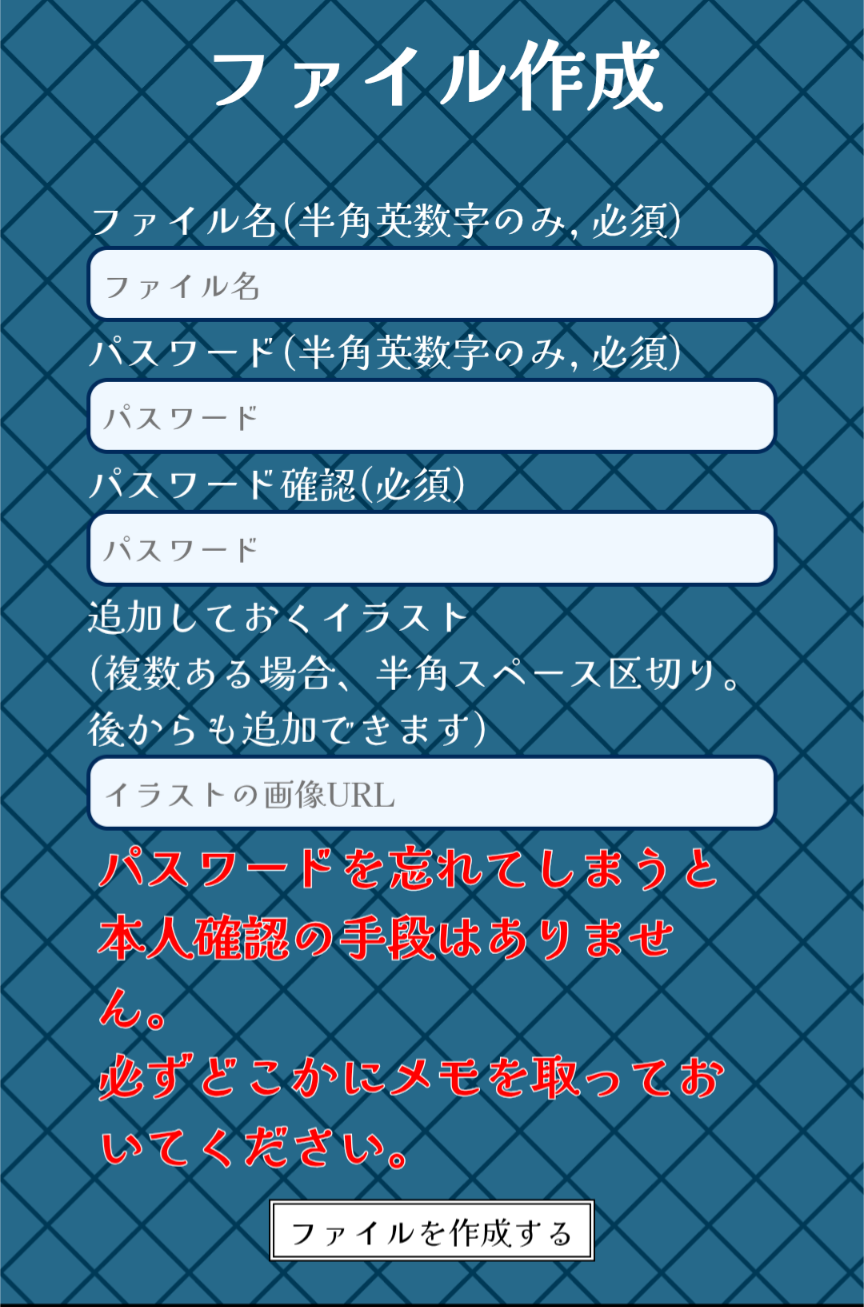 ファイル作成
ファイル名(半角英数字のみ, 必須)
ファイル名
パスワード(半角英数字のみ, 必須)
パスワード
パスワード確認(必須)
パスワード
追加しておくイラスト
(複数ある場合、半角スペース区切り。
後からも追加できます)
イラストの画像URL
パスワードを忘れてしまうと
本人確認の手段はありませ
ん。
必ずどこかにメモを取ってお
いてください。
ファイルを作成する